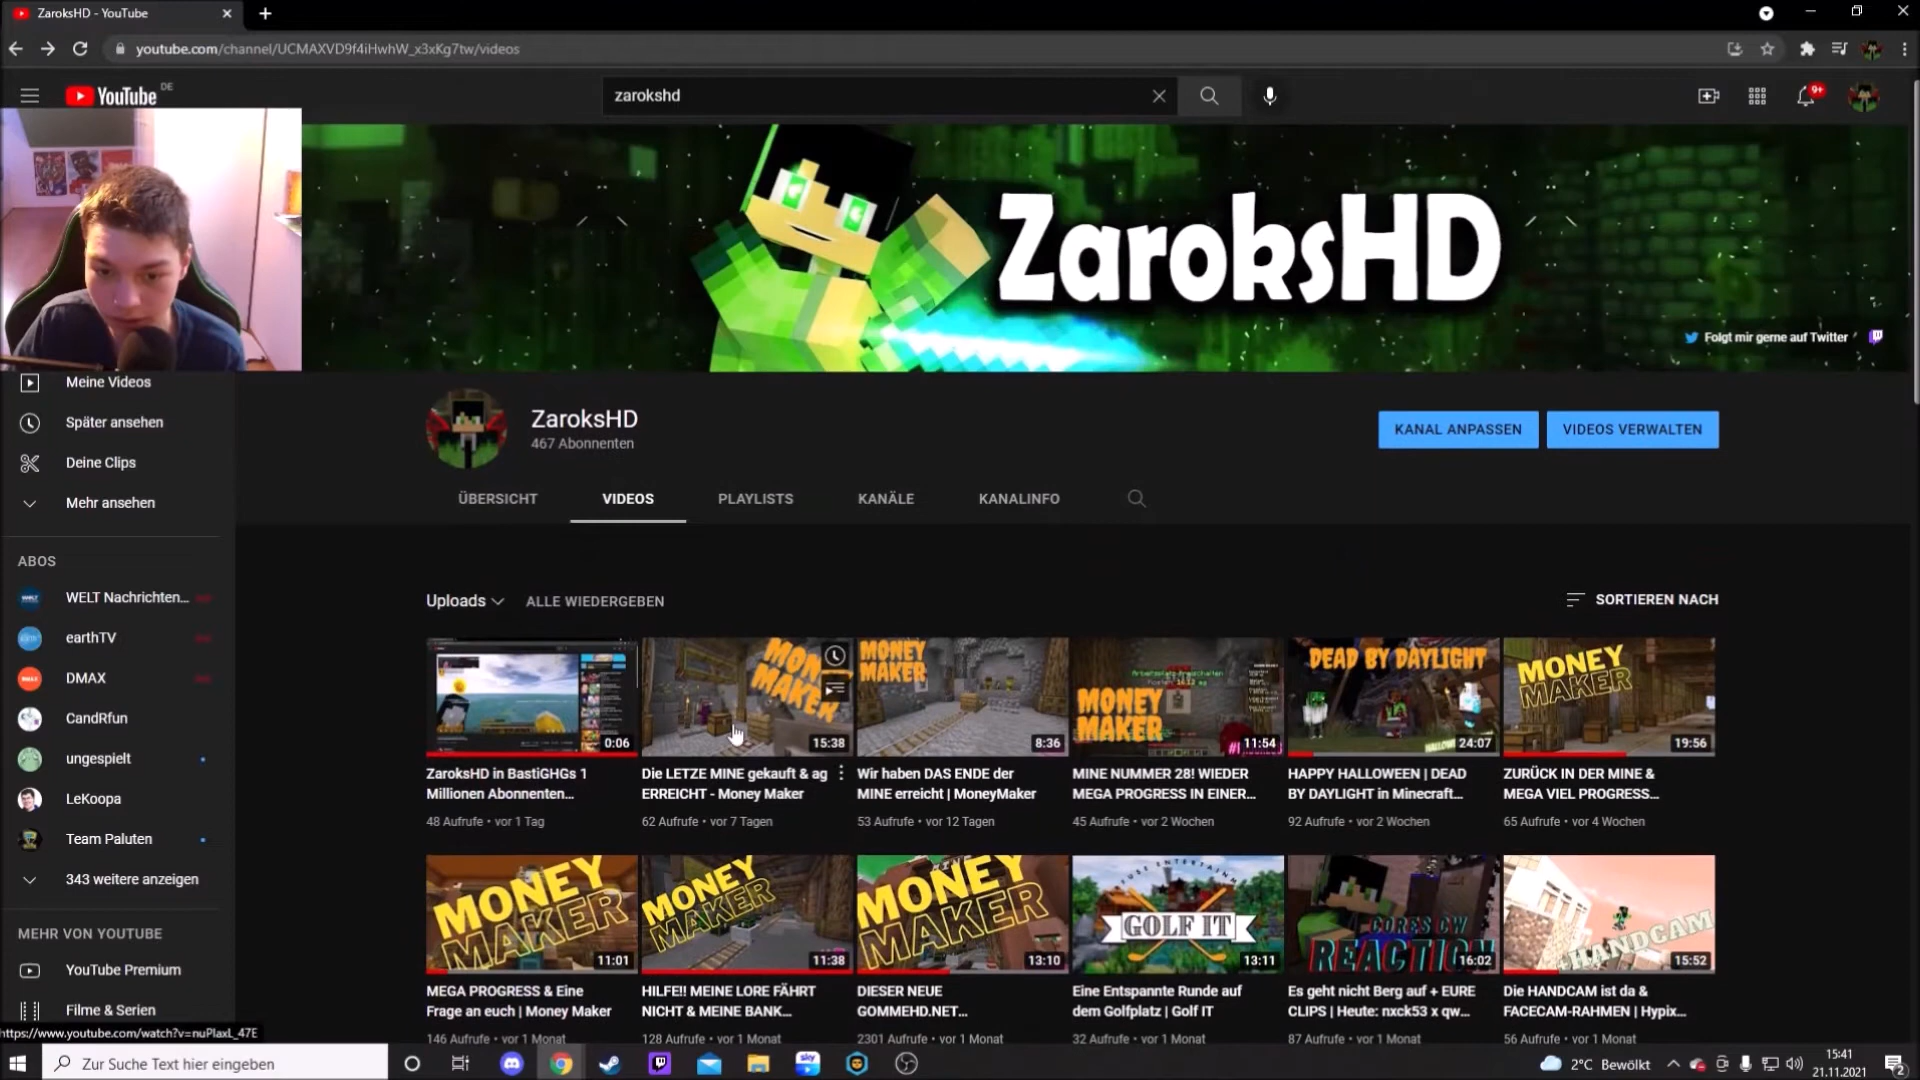 ZaroksHD - YouTube
youtube.com/channel/UCMAXVD9f4iHwhW_x3xKg7tw/videos
YouTube DE
zarokshd
9+
ZaroksHD
Folgt mir gerne auf Twitter
Meine Videos
Später ansehen
Deine Clips
Mehr ansehen
ABOS
WELT Nachrichten...
earthTV
DMAX
CandRfun
ungespielt
LeKoopa
Team Paluten
343 weitere anzeigen
MEHR VON YOUTUBE
YouTube Premium
Filme & Serien
https://www.youtube.com/watch?v=nuPlaxL_47E
ZaroksHD
467 Abonnenten
KANAL ANPASSEN
VIDEOS VERWALTEN
ÜBERSICHT
VIDEOS
PLAYLISTS
KANÄLE
KANALINFO
Uploads
ALLE WIEDERGEBEN
SORTIEREN NACH
0:06
ZaroksHD in BastiGHGs 1
Millionen Abonnenten...
48 Aufrufe • vor 1 Tag
MONEY
MAKER
15:38
Die LETZE MINE gekauft & ag
ERREICHT - Money Maker
62 Aufrufe • vor 7 Tagen
MONEY
MAKER
8:36
Wir haben DAS ENDE der
MINE erreicht | MoneyMaker
53 Aufrufe • vor 12 Tagen
MONEY
MAKER
11:54
MINE NUMMER 28! WIEDER
MEGA PROGRESS IN EINER...
45 Aufrufe • vor 2 Wochen
DEAD BY DAYLIGHT
24:07
HAPPY HALLOWEEN | DEAD
BY DAYLIGHT in Minecraft...
92 Aufrufe • vor 2 Wochen
MONEY
MAKER
19:56
ZURÜCK IN DER MINE &
MEGA VIEL PROGRESS...
65 Aufrufe • vor 4 Wochen
MONEY
MAKER
11:01
MEGA PROGRESS & Eine
Frage an euch | Money Maker
146 Aufrufe • vor 1 Monat
MONEY
MAKER
11:38
HILFE!! MEINE LORE FÄHRT
NICHT & MEINE BANK...
128 Aufrufe • vor 1 Monat
MONEY
MAKER
13:10
DIESER NEUE
GOMMEHD.NET...
2301 Aufrufe • vor 1 Monat
GOLF IT
13:11
Eine Entspannte Runde auf
dem Golfplatz | Golf IT
32 Aufrufe • vor 1 Monat
CORES CW
REACTION
16:02
Es geht nicht Berg auf + EURE
CLIPS | Heute: nxck53 x qw...
87 Aufrufe • vor 1 Monat
HANDCAM
15:52
Die HANDCAM ist da &
FACECAM-RAHMEN | Hypix...
56 Aufrufe • vor 1 Monat
Zur Suche Text hier eingeben
sky
2°C Bewölkt
15:41
21.11.2021
2